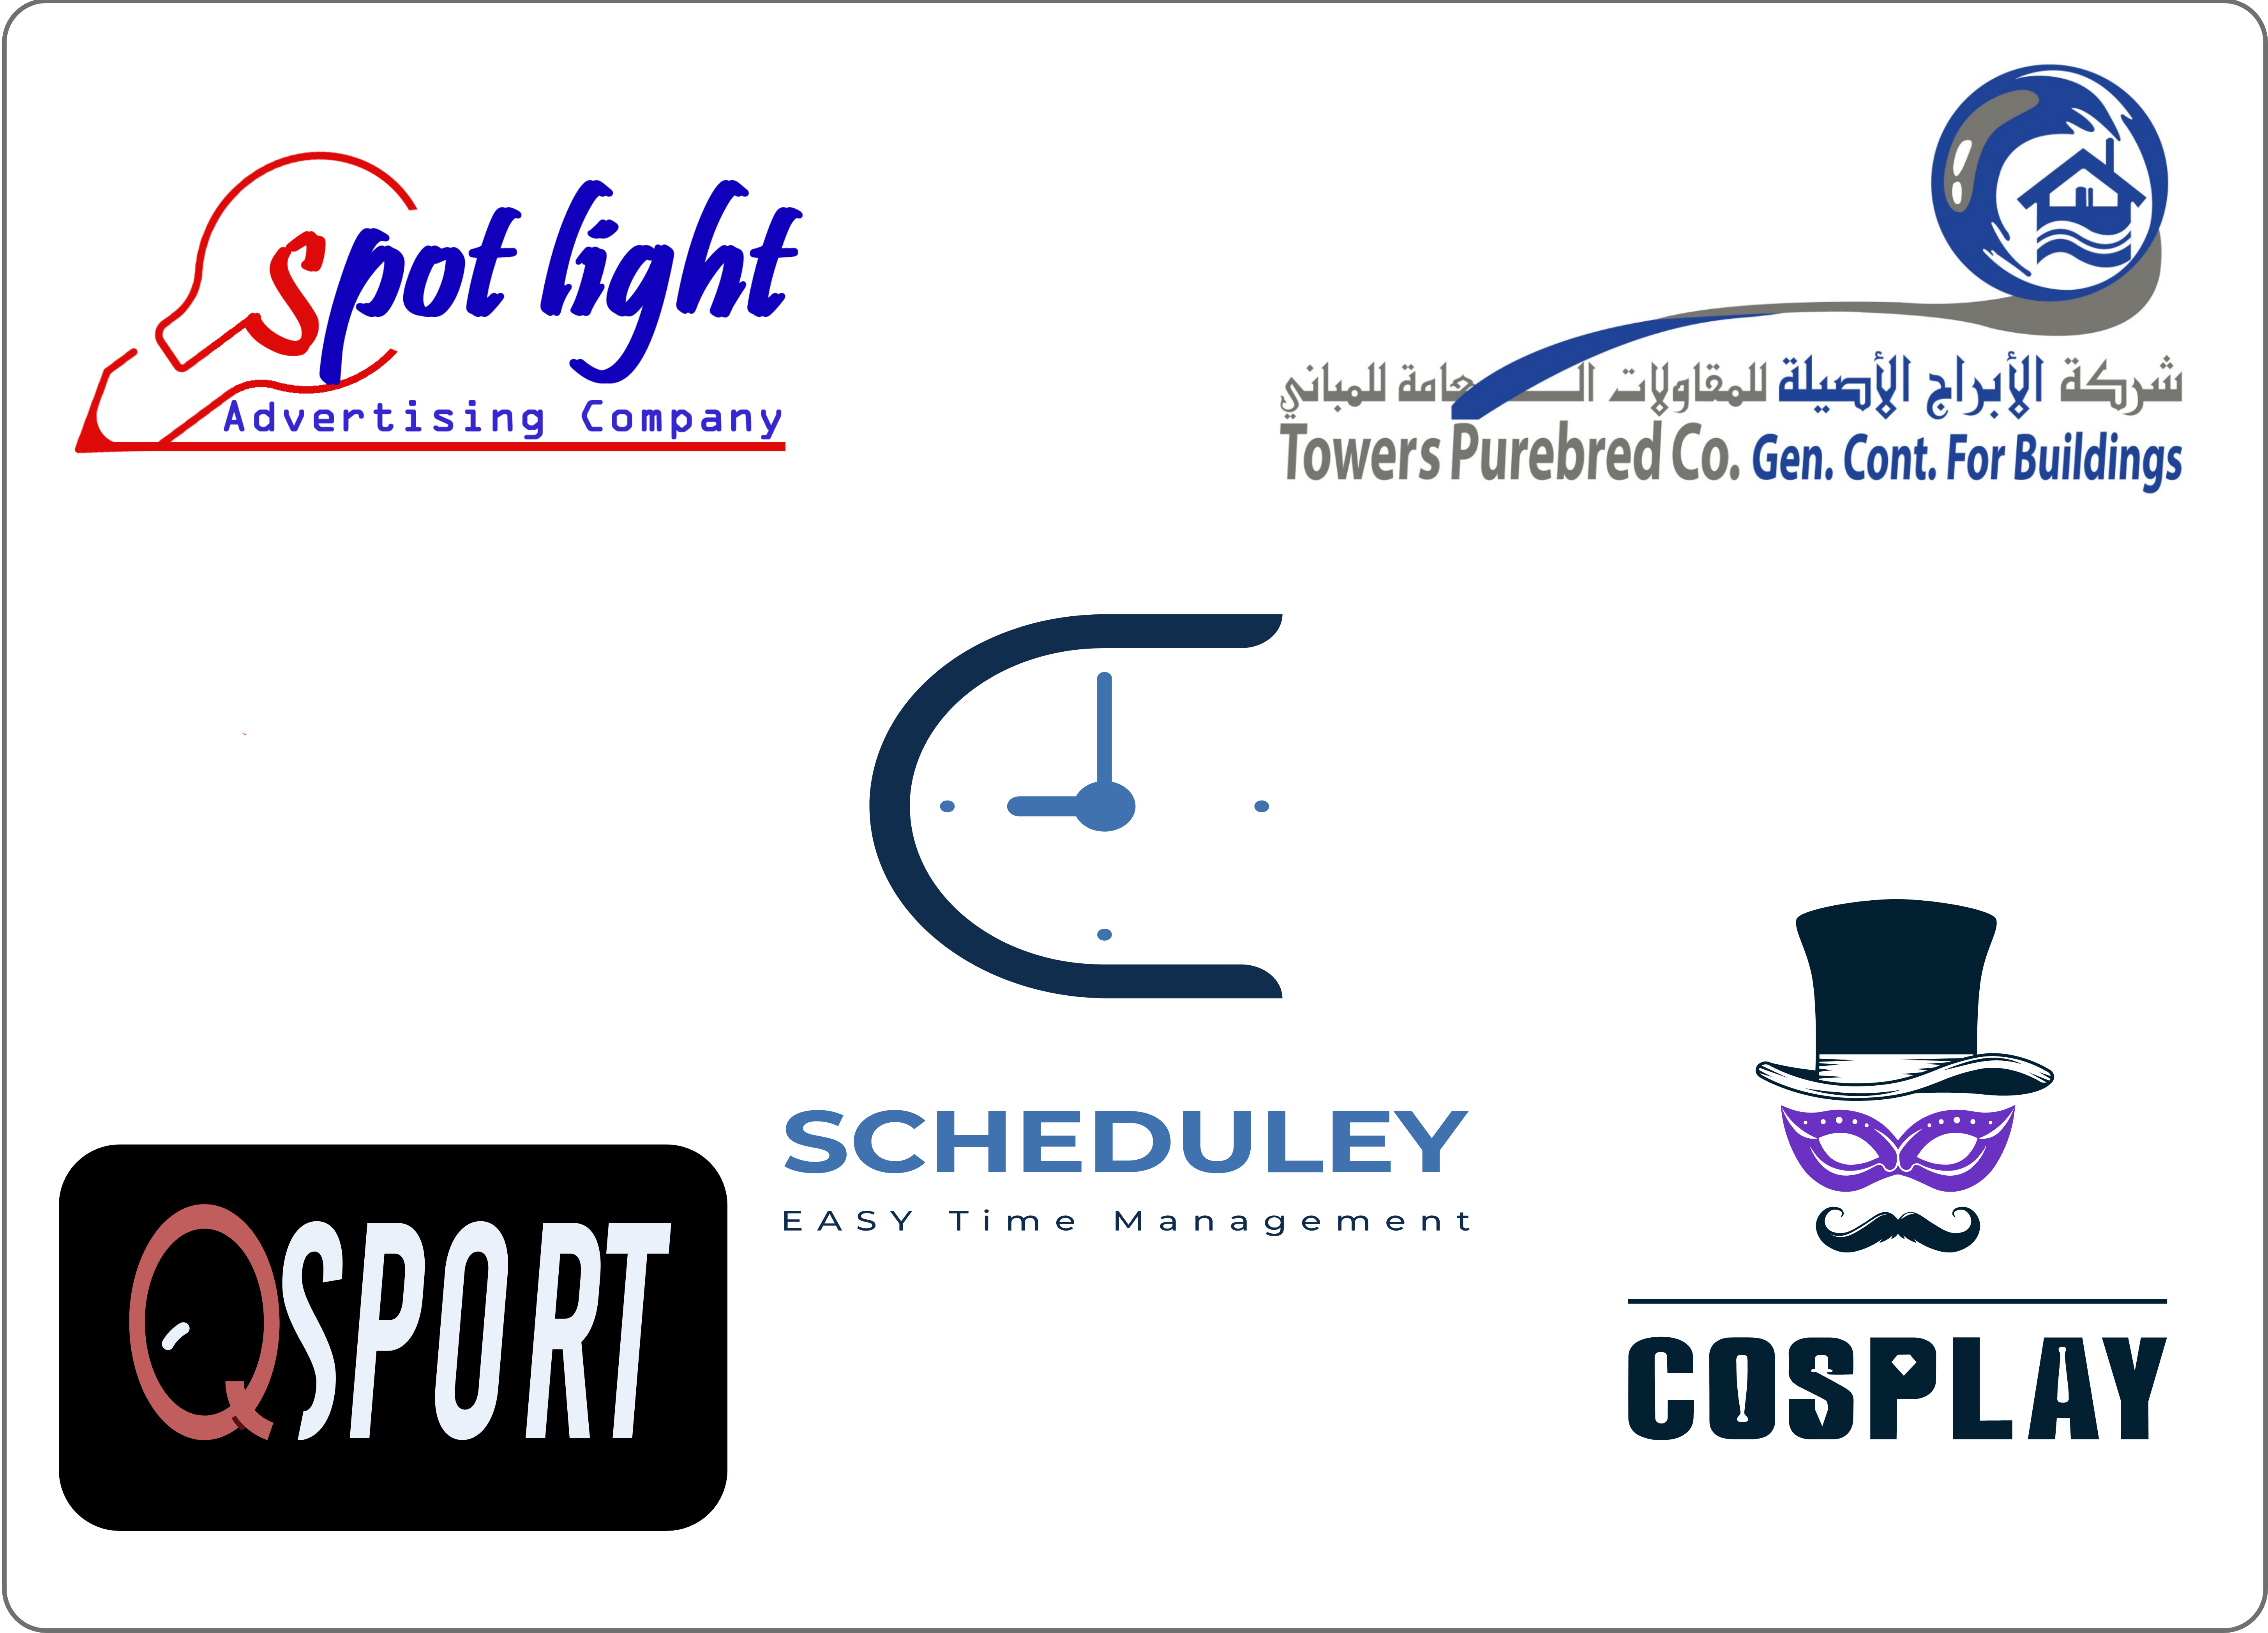 Spot light
Advertising Company
شركة الأبراج الأصيلة للمقاولات العامة للمباني
Towers Purebred Co. Gen. Cont. For Buildings
SCHEDULEY
EASY Time Management
QSPORT
COSPLAY